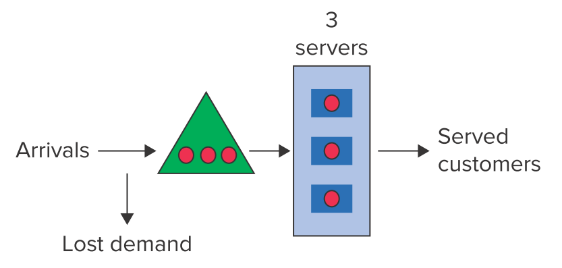 3
servers
Arrivals
Served
customers
Lost demand